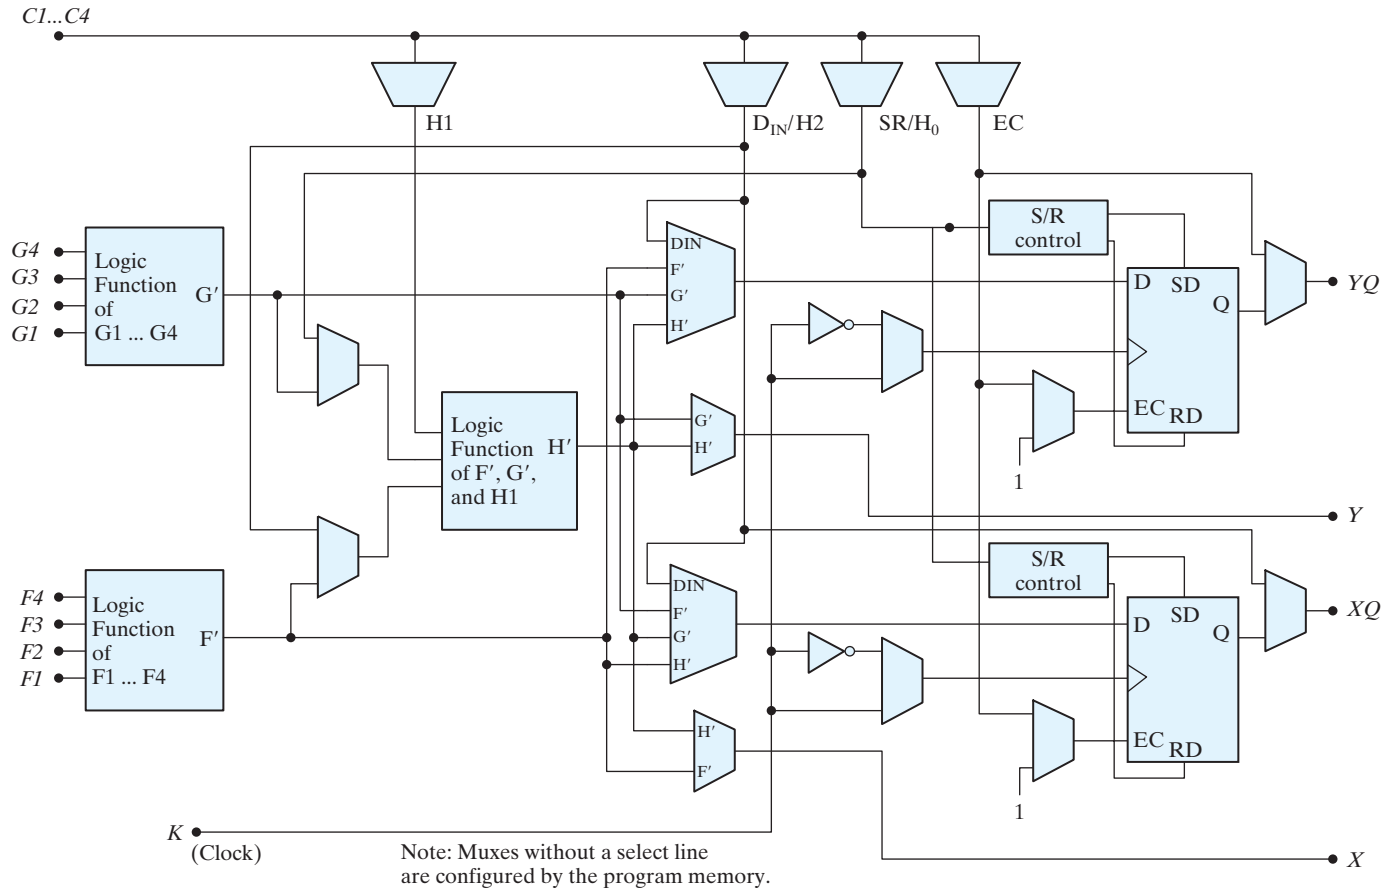 C1...C4
H1
D_IN/H2
SR/H_0
EC
G4
G3
G2
G1
Logic
Function
of
G1 ... G4
G′
DIN
F′
G′
H′
S/R
control
D
SD
Q
EC
RD
YQ
1
Logic
Function
of F′, G′,
and H1
H′
G′
H′
Y
F4
F3
F2
F1
Logic
Function
of
F1 ... F4
F′
DIN
F′
G′
H′
S/R
control
D
SD
Q
EC
RD
XQ
1
H′
F′
K
(Clock)
X
Note: Muxes without a select line
are configured by the program memory.